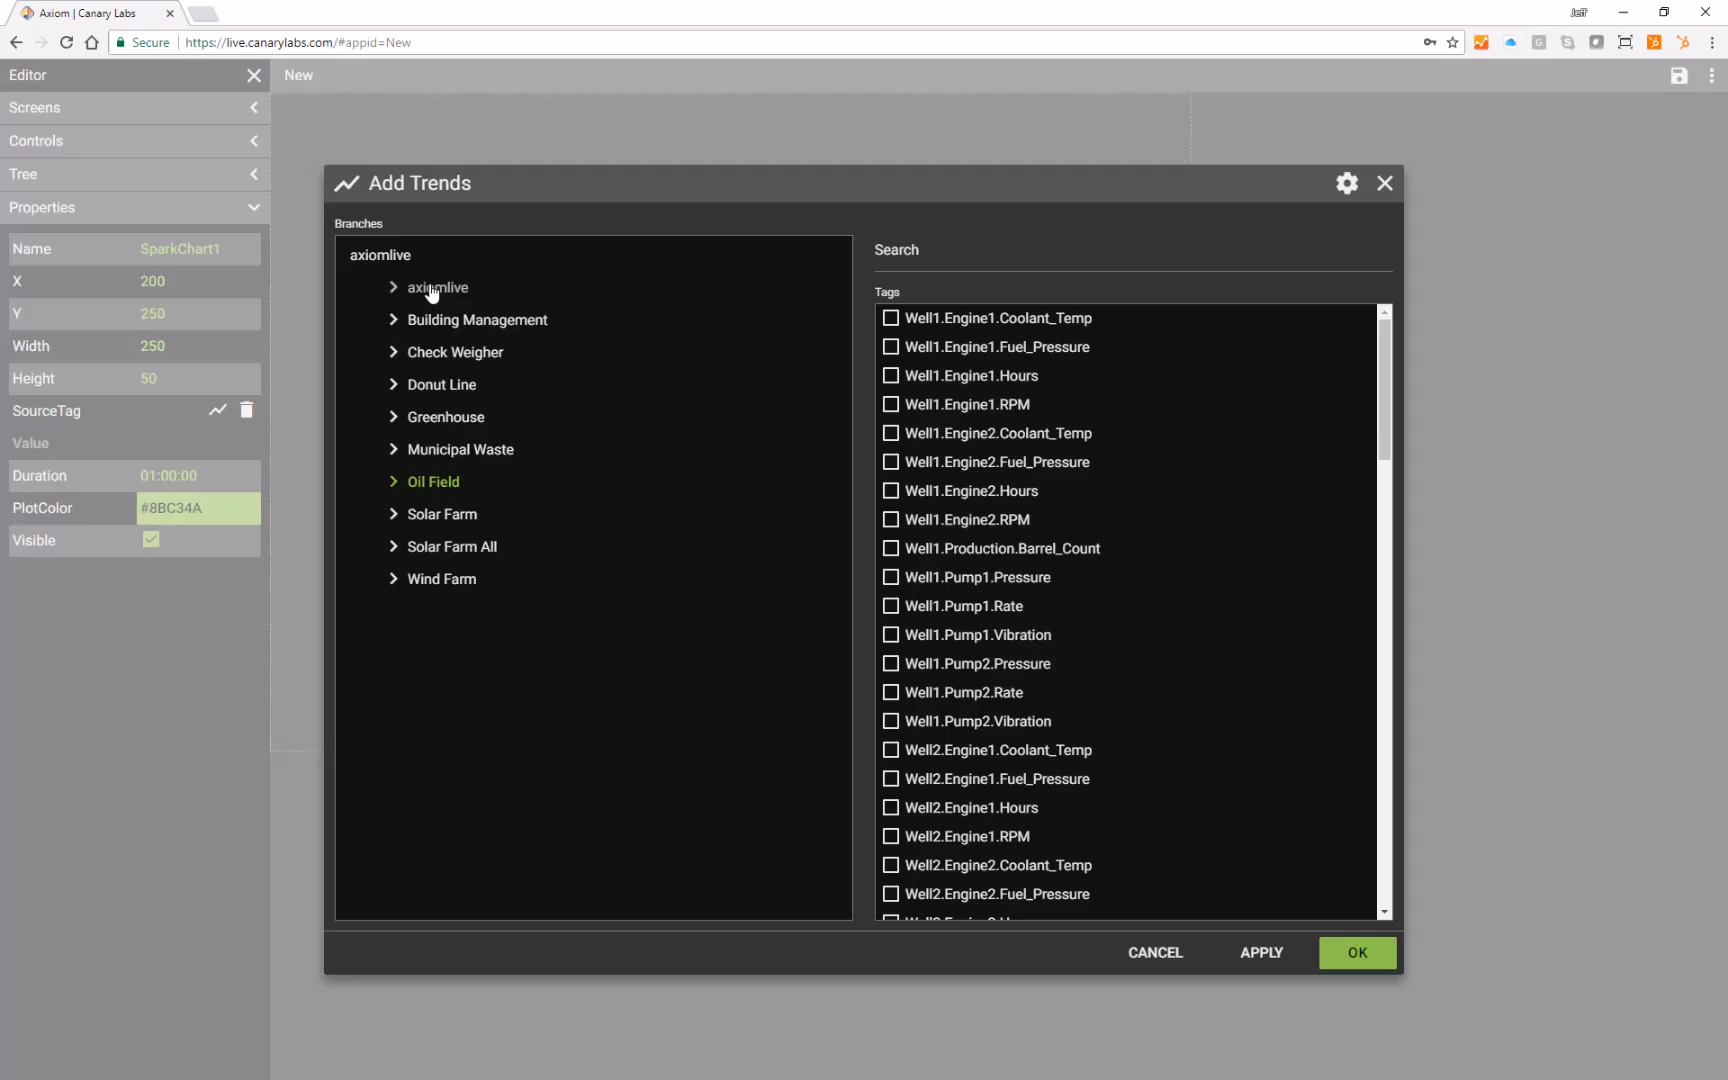 Axiom | Canary Labs
Jeff
Secure
https://live.canarylabs.com/#appid=New
Editor
New
Screens
Controls
Tree
Properties
Name SparkChart1
X 200
Y 250
Width 250
Height 50
SourceTag
Value
Duration 01:00:00
PlotColor #8BC34A
Visible
Add Trends
Branches
axiomlive
axiomlive
Building Management
Check Weigher
Donut Line
Greenhouse
Municipal Waste
Oil Field
Solar Farm
Solar Farm All
Wind Farm
Search
Tags
Well1.Engine1.Coolant_Temp
Well1.Engine1.Fuel_Pressure
Well1.Engine1.Hours
Well1.Engine1.RPM
Well1.Engine2.Coolant_Temp
Well1.Engine2.Fuel_Pressure
Well1.Engine2.Hours
Well1.Engine2.RPM
Well1.Production.Barrel_Count
Well1.Pump1.Pressure
Well1.Pump1.Rate
Well1.Pump1.Vibration
Well1.Pump2.Pressure
Well1.Pump2.Rate
Well1.Pump2.Vibration
Well2.Engine1.Coolant_Temp
Well2.Engine1.Fuel_Pressure
Well2.Engine1.Hours
Well2.Engine1.RPM
Well2.Engine2.Coolant_Temp
Well2.Engine2.Fuel_Pressure
CANCEL
APPLY
OK